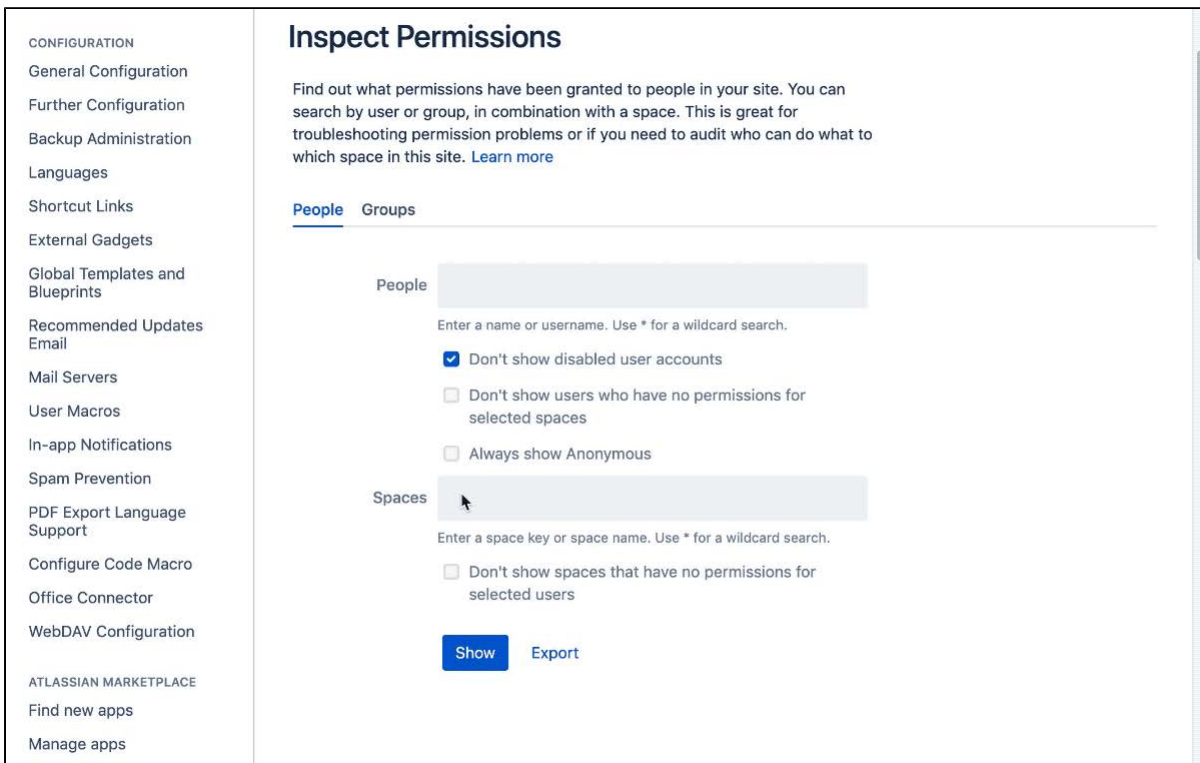 CONFIGURATION
General Configuration
Further Configuration
Backup Administration
Languages
Shortcut Links
External Gadgets
Global Templates and
Blueprints
Recommended Updates
Email
Mail Servers
User Macros
In-app Notifications
Spam Prevention
PDF Export Language
Support
Configure Code Macro
Office Connector
WebDAV Configuration
ATLASSIAN MARKETPLACE
Find new apps
Manage apps
Inspect Permissions
Find out what permissions have been granted to people in your site. You can
search by user or group, in combination with a space. This is great for
troubleshooting permission problems or if you need to audit who can do what to
which space in this site. Learn more
People Groups
People
Enter a name or username. Use * for a wildcard search.
Don't show disabled user accounts
Don't show users who have no permissions for
selected spaces
Always show Anonymous
Spaces
Enter a space key or space name. Use * for a wildcard search.
Don't show spaces that have no permissions for
selected users
Show Export